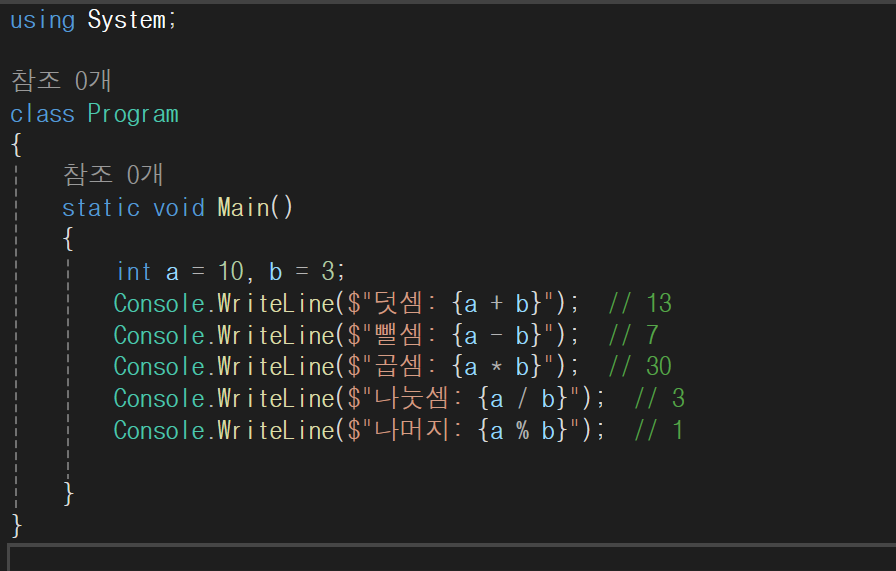 using System;
참조 0개
class Program
{
참조 0개
static void Main()
{
int a = 10, b = 3;
Console.WriteLine($"덧셈: {a + b}");  // 13
Console.WriteLine($"뺄셈: {a - b}");  // 7
Console.WriteLine($"곱셈: {a * b}");  // 30
Console.WriteLine($"나눗셈: {a / b}");  // 3
Console.WriteLine($"나머지: {a % b}");  // 1
}
}